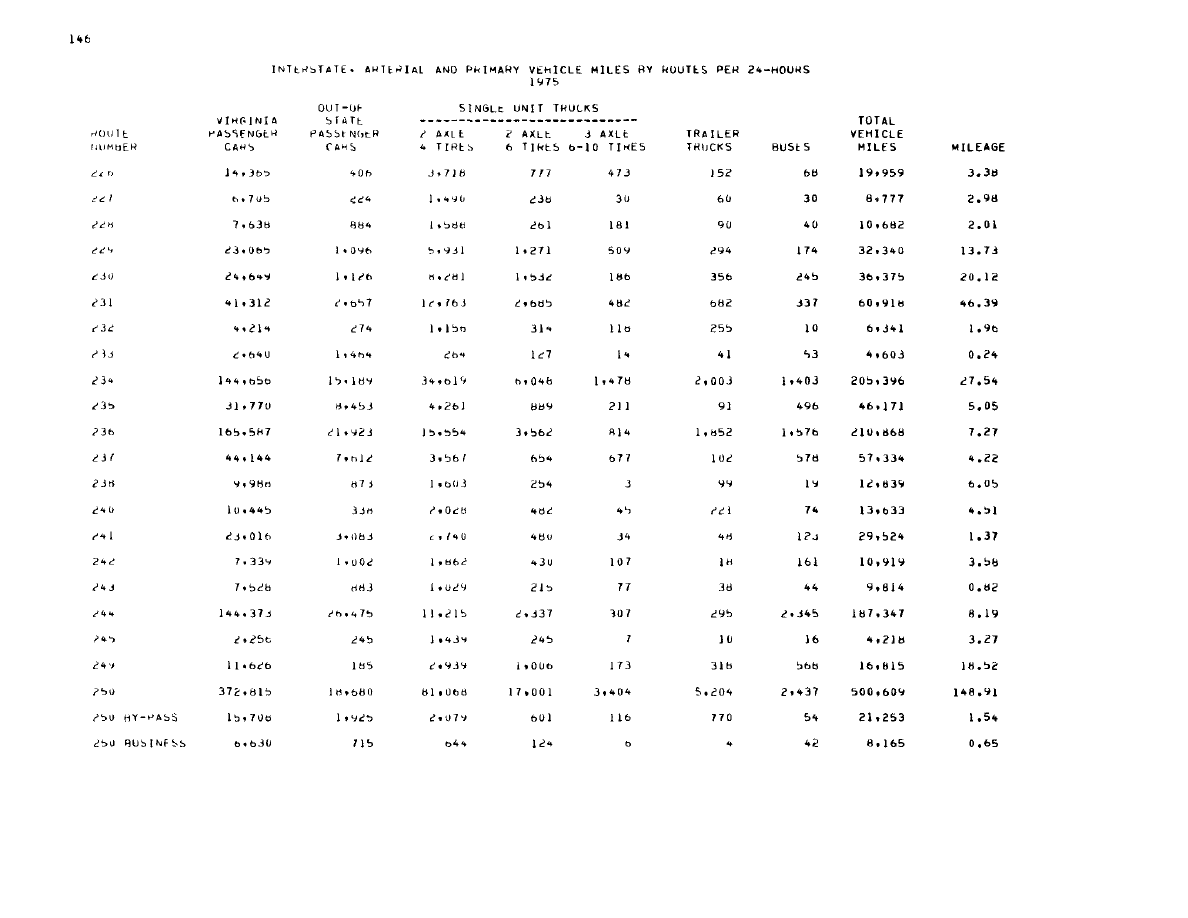 146
INTERSTATE, ARTERIAL AND PRIMARY VEHICLE MILES BY ROUTES PER 24-HOURS
1975
OUT-OF SINGLE UNIT TRUCKS
VIRGINIA STATE ---------------------------- TOTAL
ROUTE PASSENGER PASSENGER 2 AXLE 2 AXLE 3 AXLE TRAILER VEHICLE
NUMBER CARS CARS 4 TIRES 6 TIRES 6-10 TIRES TRUCKS BUSES MILES MILEAGE
226 14,365 406 3,718 777 473 152 68 19,959 3.38
227 6,705 224 1,490 238 30 60 30 8,777 2.98
228 7,638 884 1,588 261 181 90 40 10,682 2.01
229 23,065 1,096 5,931 1,271 509 294 174 32,340 13.73
230 24,649 1,126 8,281 1,532 186 356 245 36,375 20.12
231 41,312 2,657 12,763 2,685 482 682 337 60,918 46.39
232 4,214 274 1,156 314 118 255 10 6,341 1.96
233 2,640 1,464 264 127 14 41 53 4,603 0.24
234 144,656 15,189 34,619 6,048 1,478 2,003 1,403 205,396 27.54
235 31,770 8,453 4,261 889 211 91 496 46,171 5.05
236 165,587 21,923 15,554 3,562 814 1,852 1,576 210,868 7.27
237 44,144 7,612 3,567 654 677 102 578 57,334 4.22
238 9,988 873 1,603 254 3 99 19 12,839 6.05
240 10,445 338 2,028 482 45 221 74 13,633 4.51
241 23,016 3,083 2,740 480 34 48 123 29,524 1.37
242 7,339 1,002 1,862 430 107 18 161 10,919 3.58
243 7,528 883 1,029 215 77 38 44 9,814 0.82
244 144,373 26,475 11,215 2,337 307 295 2,345 187,347 8.19
245 2,256 245 1,439 245 7 10 16 4,218 3.27
249 11,626 185 2,939 1,006 173 318 568 16,815 18.52
250 372,815 18,680 81,068 17,001 3,404 5,204 2,437 500,609 148.91
250 BY-PASS 15,708 1,925 2,079 601 116 770 54 21,253 1.54
250 BUSINESS 6,630 715 644 124 6 4 42 8,165 0.65